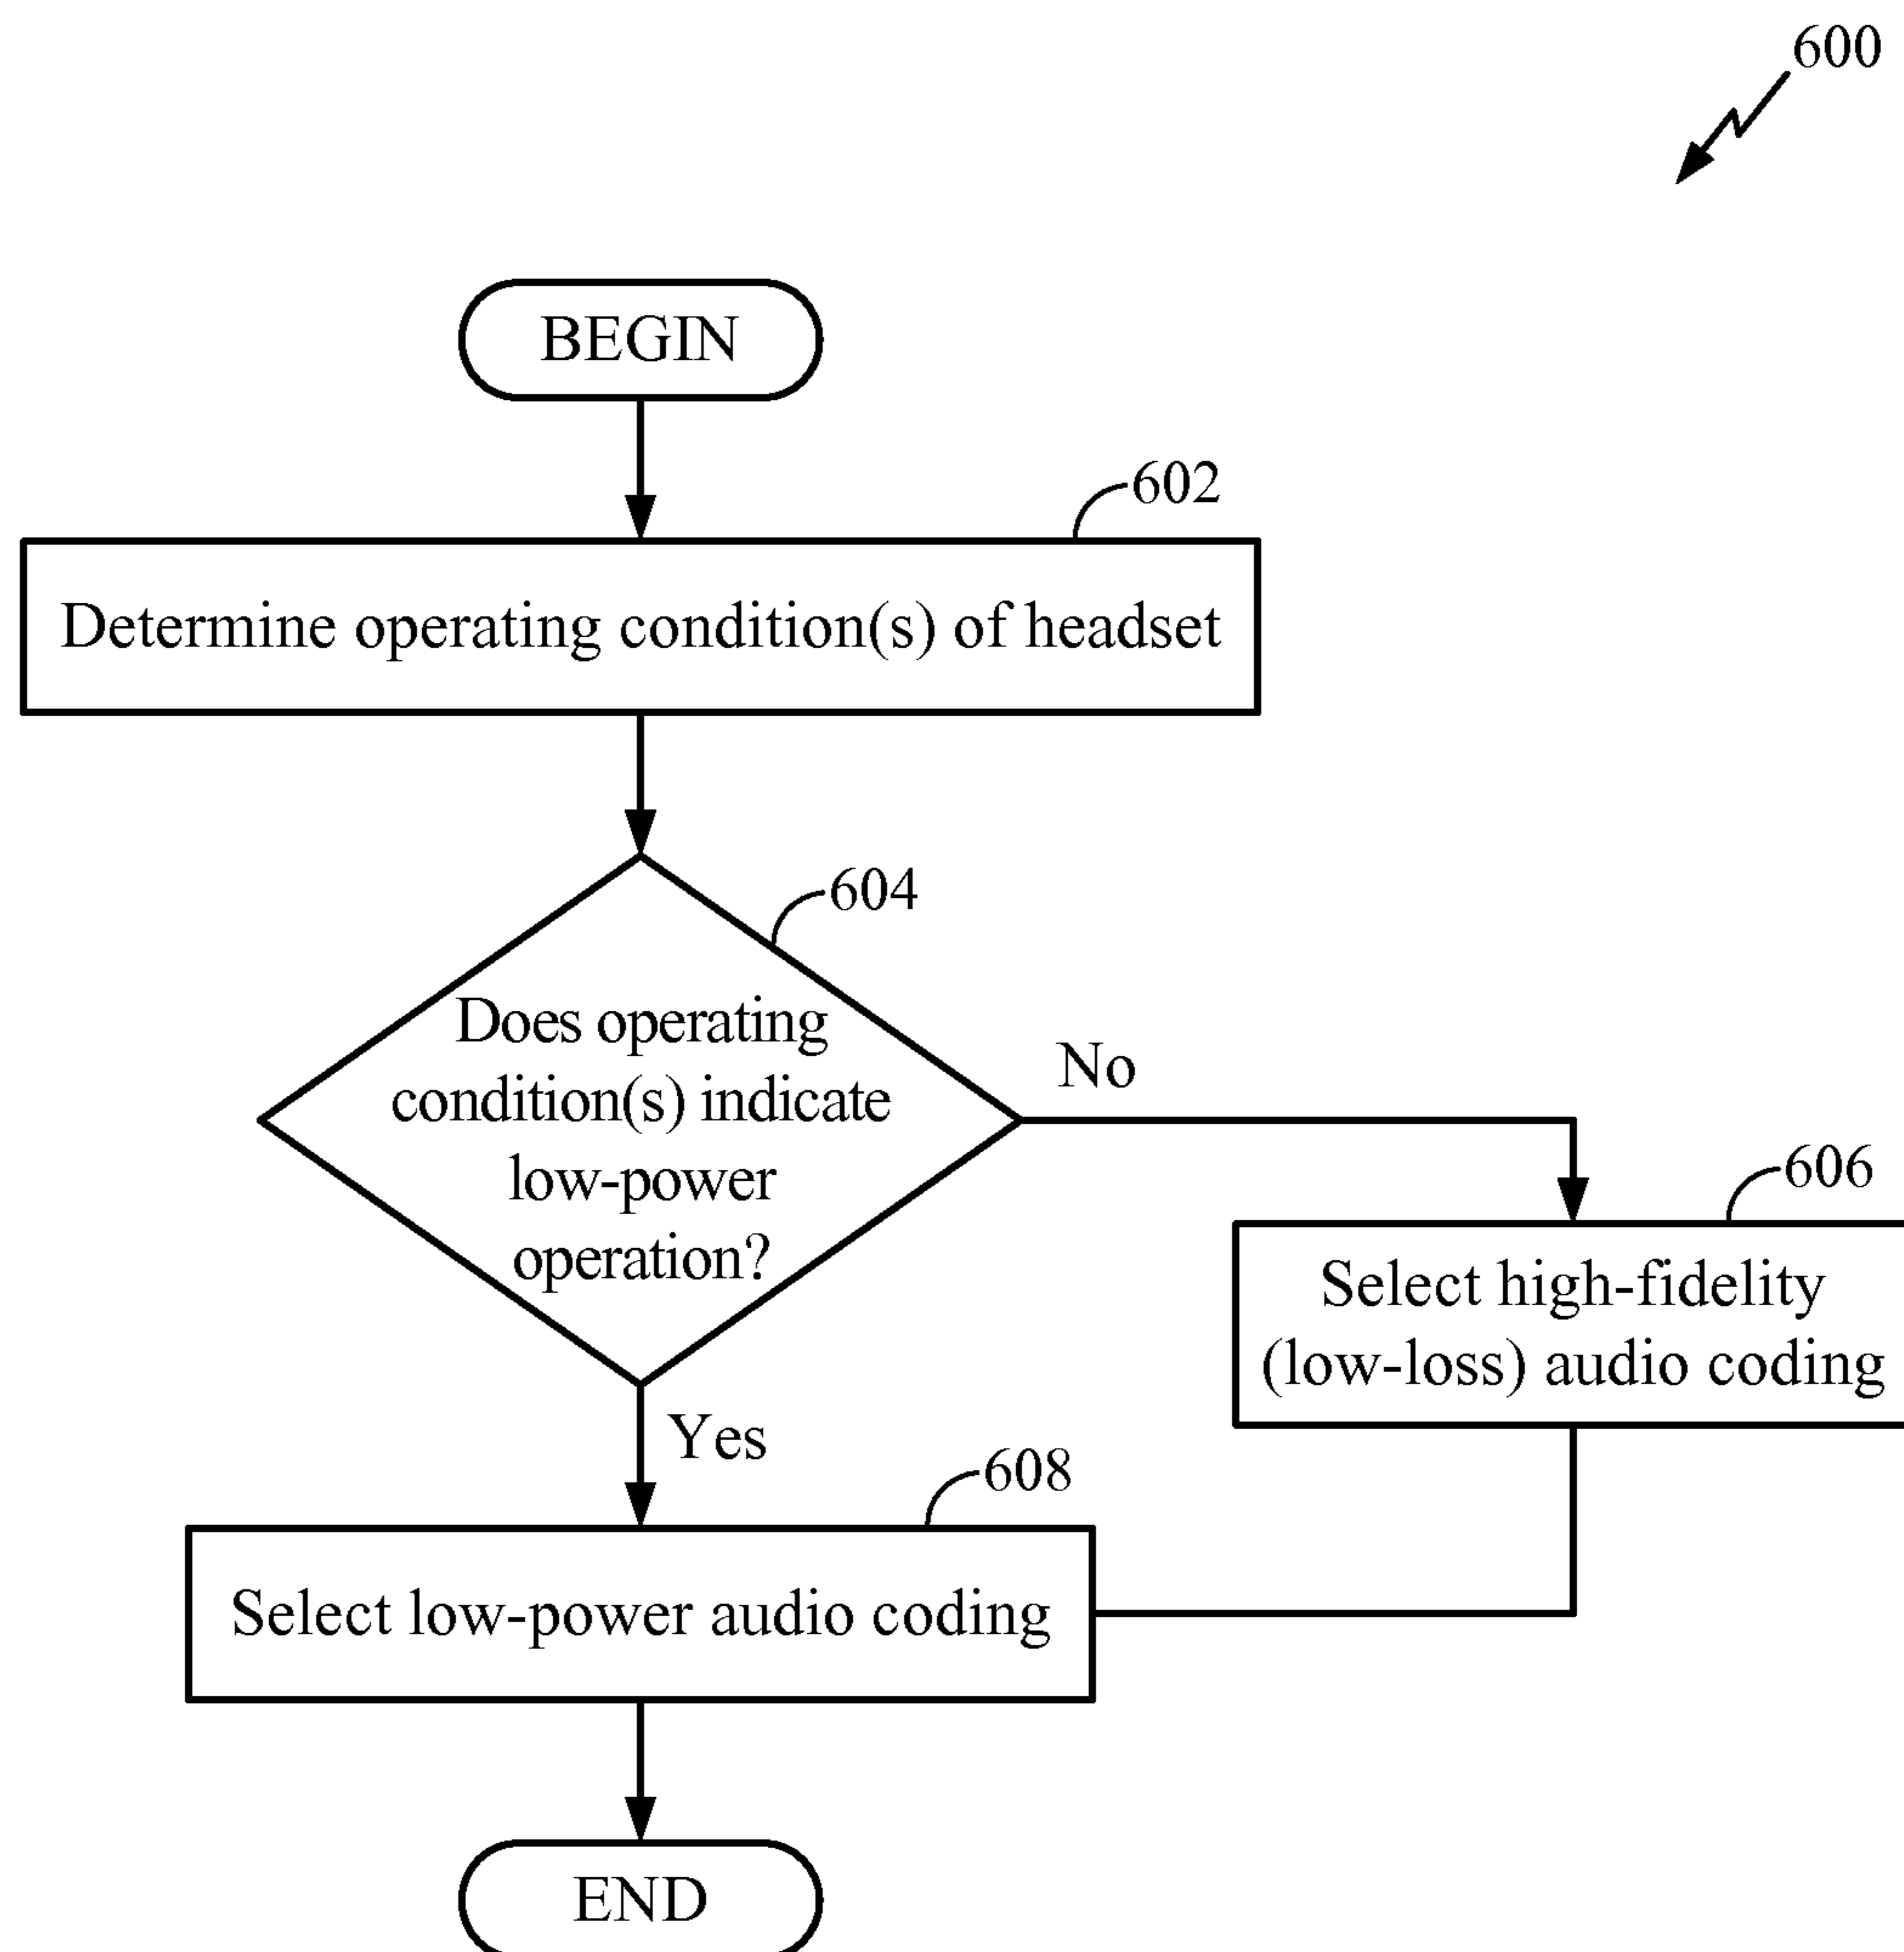 600
BEGIN
602
Determine operating condition(s) of headset
604
Does operating
condition(s) indicate
low-power
operation?
No
606
Select high-fidelity
(low-loss) audio coding
Yes
608
Select low-power audio coding
END